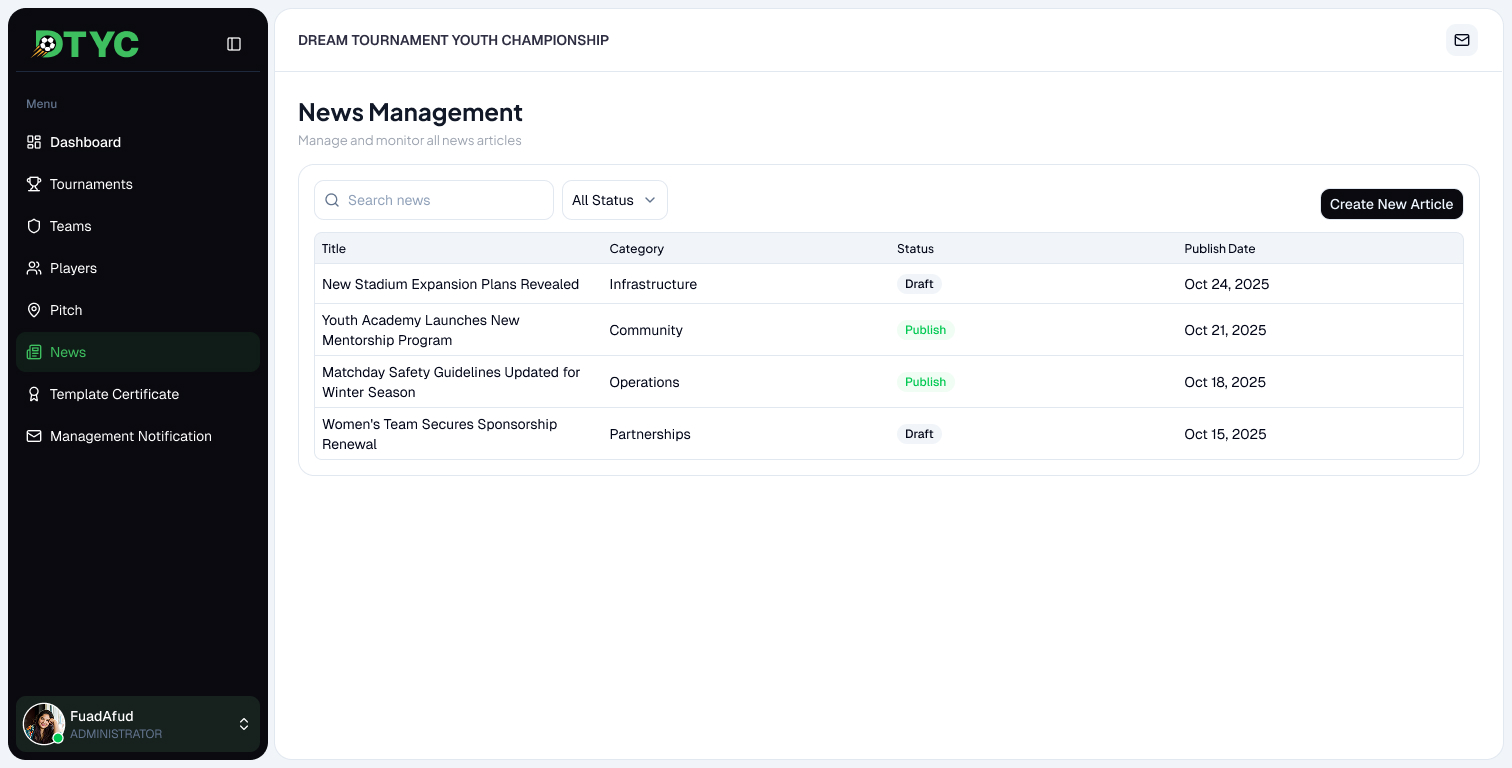 DTYC
DREAM TOURNAMENT YOUTH CHAMPIONSHIP
Menu
Dashboard
Tournaments
Teams
Players
Pitch
News
Template Certificate
Management Notification
FuadAfud
ADMINISTRATOR
News Management
Manage and monitor all news articles
Search news
All Status
Create New Article
Title Category Status Publish Date
New Stadium Expansion Plans Revealed Infrastructure Draft Oct 24, 2025
Youth Academy Launches New
Mentorship Program
Community Publish Oct 21, 2025
Matchday Safety Guidelines Updated for
Winter Season
Operations Publish Oct 18, 2025
Women's Team Secures Sponsorship
Renewal
Partnerships Draft Oct 15, 2025